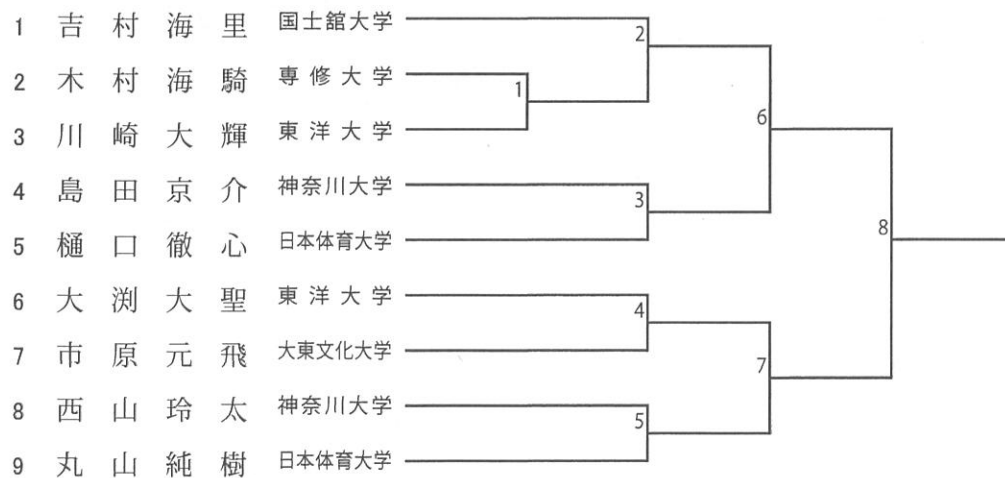 1 吉村海里 国士舘大学
2 木村海騎 専修大学
3 川崎大輝 東洋大学
4 島田京介 神奈川大学
5 樋口徹心 日本体育大学
6 大渕大聖 東洋大学
7 市原元飛 大東文化大学
8 西山玲太 神奈川大学
9 丸山純樹 日本体育大学
2
1
6
3
8
4
7
5